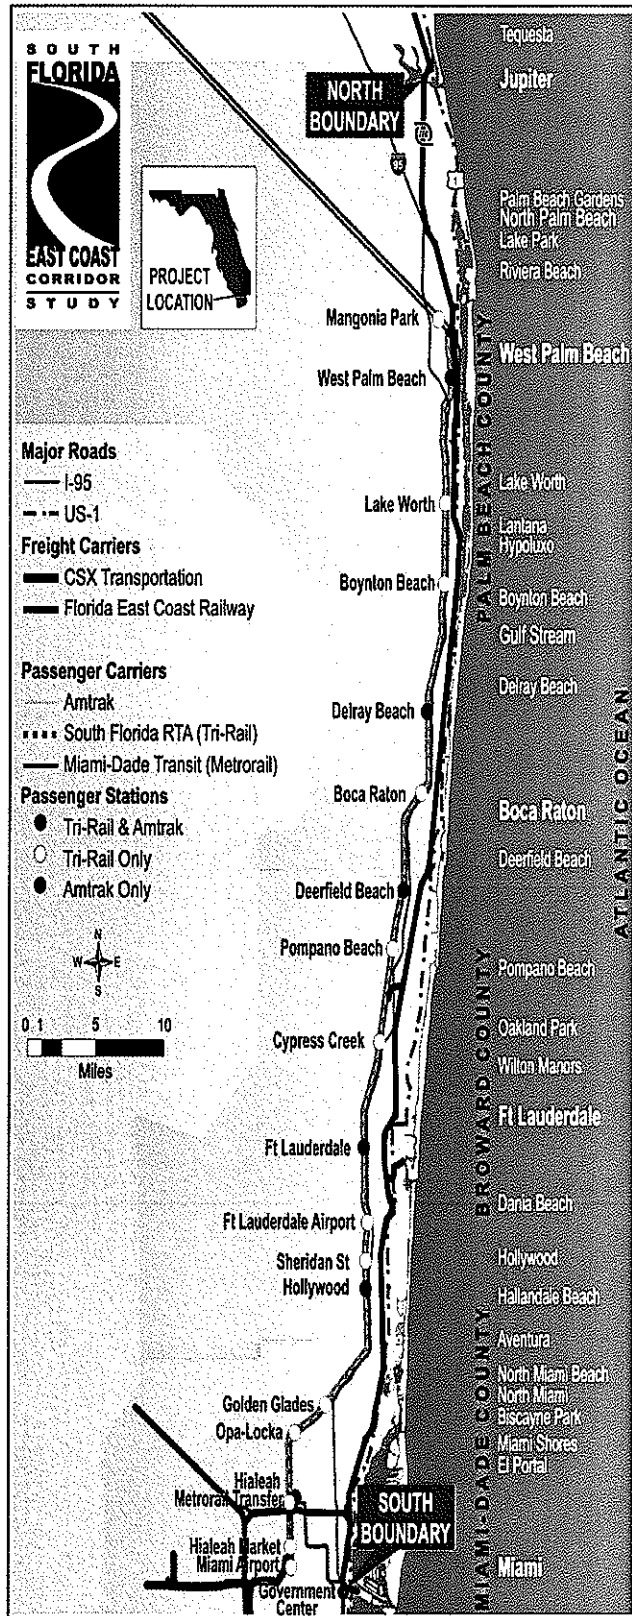 SOUTH
FLORIDA
EAST COAST
CORRIDOR
STUDY
PROJECT
LOCATION
NORTH
BOUNDARY
95
1
Tequesta
Jupiter
Palm Beach Gardens
North Palm Beach
Lake Park
Riviera Beach
West Palm Beach
Lake Worth
Lantana
Hypoluxo
Boynton Beach
Gulf Stream
Delray Beach
Boca Raton
Deerfield Beach
Pompano Beach
Oakland Park
Wilton Manors
Ft Lauderdale
Dania Beach
Hollywood
Hallandale Beach
Aventura
North Miami Beach
North Miami
Biscayne Park
Miami Shores
El Portal
Miami
PALM BEACH COUNTY
BROWARD COUNTY
MIAMI-DADE COUNTY
ATLANTIC OCEAN
Mangonia Park
West Palm Beach
Lake Worth
Boynton Beach
Delray Beach
Boca Raton
Deerfield Beach
Pompano Beach
Cypress Creek
Ft Lauderdale
Ft Lauderdale Airport
Sheridan St
Hollywood
Golden Glades
Opa-Locka
Hialeah
Metrorail Transfer
Hialeah Market
Miami Airport
Government
Center
SOUTH
BOUNDARY
Major Roads
I-95
US-1
Freight Carriers
CSX Transportation
Florida East Coast Railway
Passenger Carriers
Amtrak
South Florida RTA (Tri-Rail)
Miami-Dade Transit (Metrorail)
Passenger Stations
Tri-Rail & Amtrak
Tri-Rail Only
Amtrak Only
N
W E
S
0 1 5 10
Miles